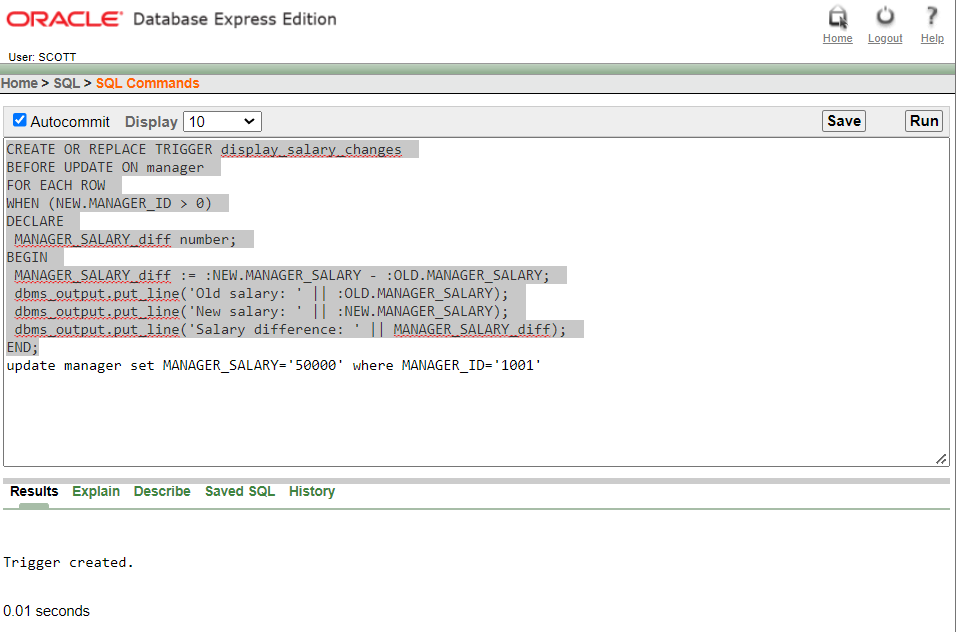 ORACLE® Database Express Edition
Home Logout Help
User: SCOTT
Home > SQL > SQL Commands
Autocommit Display 10 Save Run
CREATE OR REPLACE TRIGGER display_salary_changes
BEFORE UPDATE ON manager
FOR EACH ROW
WHEN (NEW.MANAGER_ID > 0)
DECLARE
MANAGER_SALARY_diff number;
BEGIN
MANAGER_SALARY_diff := :NEW.MANAGER_SALARY - :OLD.MANAGER_SALARY;
dbms_output.put_line('Old salary: ' || :OLD.MANAGER_SALARY);
dbms_output.put_line('New salary: ' || :NEW.MANAGER_SALARY);
dbms_output.put_line('Salary difference: ' || MANAGER_SALARY_diff);
END;
update manager set MANAGER_SALARY='50000' where MANAGER_ID='1001'
Results Explain Describe Saved SQL History
Trigger created.
0.01 seconds